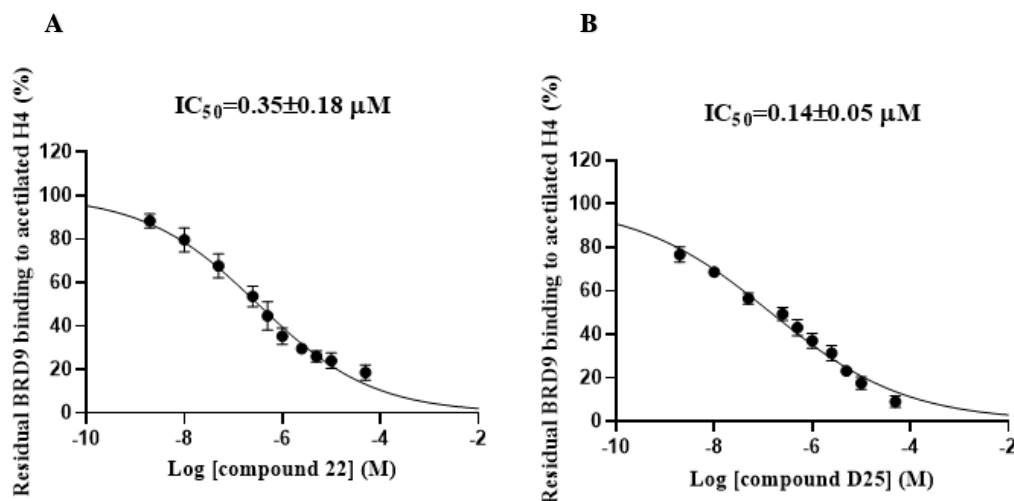 A
IC50=0.35±0.18 μM
Residual BRD9 binding to acetilated H4 (%)
120
100
80
60
40
20
0
-10 -8 -6 -4 -2
Log [compound 22] (M)
B
IC50=0.14±0.05 μM
Residual BRD9 binding to acetilated H4 (%)
120
100
80
60
40
20
0
-10 -8 -6 -4 -2
Log [compound D25] (M)